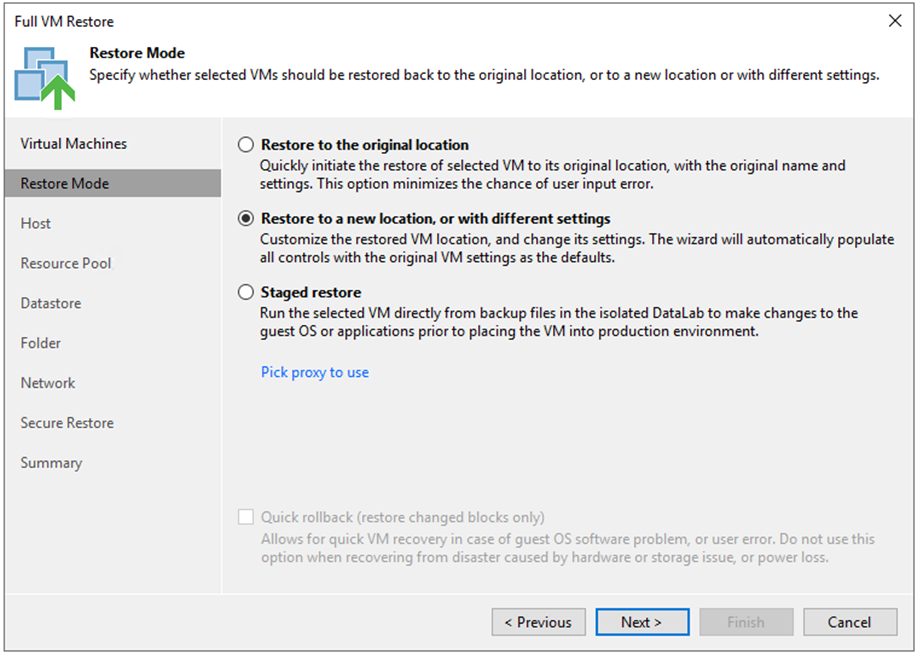 Full VM Restore
Restore Mode
Specify whether selected VMs should be restored back to the original location, or to a new location or with different settings.
Virtual Machines
Restore Mode
Host
Resource Pool
Datastore
Folder
Network
Secure Restore
Summary
Restore to the original location
Quickly initiate the restore of selected VM to its original location, with the original name and
settings. This option minimizes the chance of user input error.
Restore to a new location, or with different settings
Customize the restored VM location, and change its settings. The wizard will automatically populate
all controls with the original VM settings as the defaults.
Staged restore
Run the selected VM directly from backup files in the isolated DataLab to make changes to the
guest OS or applications prior to placing the VM into production environment.
Pick proxy to use
Quick rollback (restore changed blocks only)
Allows for quick VM recovery in case of guest OS software problem, or user error. Do not use this
option when recovering from disaster caused by hardware or storage issue, or power loss.
< Previous
Next >
Finish
Cancel